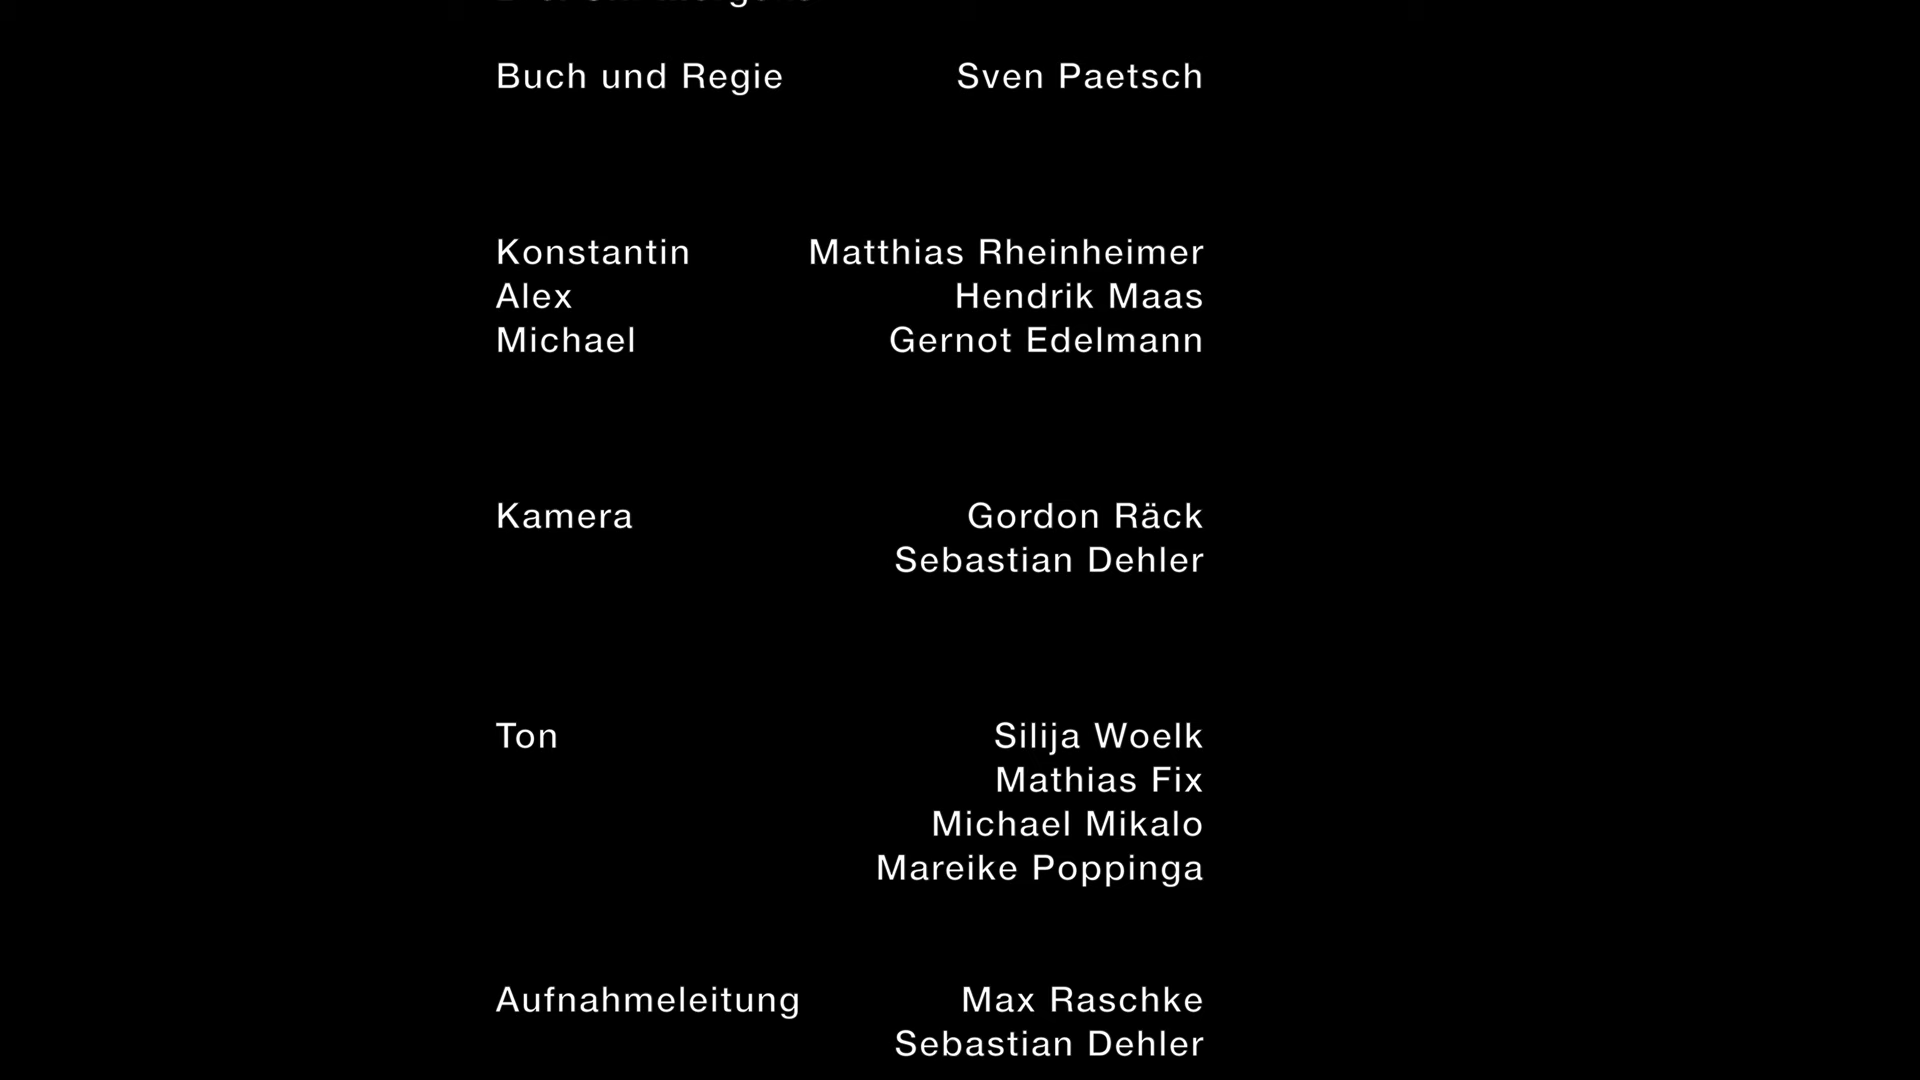 Buch und Regie Sven Paetsch
Konstantin Matthias Rheinheimer
Alex Hendrik Maas
Michael Gernot Edelmann
Kamera Gordon Räck
Sebastian Dehler
Ton Silija Woelk
Mathias Fix
Michael Mikalo
Mareike Poppinga
Aufnahmeleitung Max Raschke
Sebastian Dehler